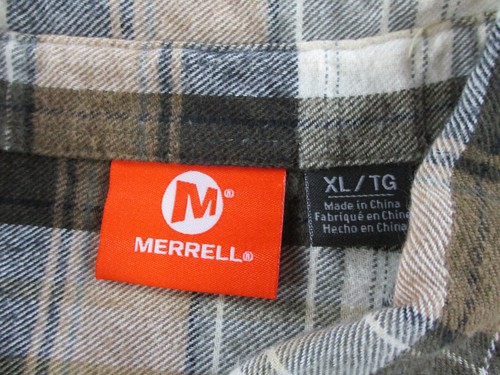 M®
MERRELL®
XL/TG
Made in China
Fabriqué en Chine
Hecho en China